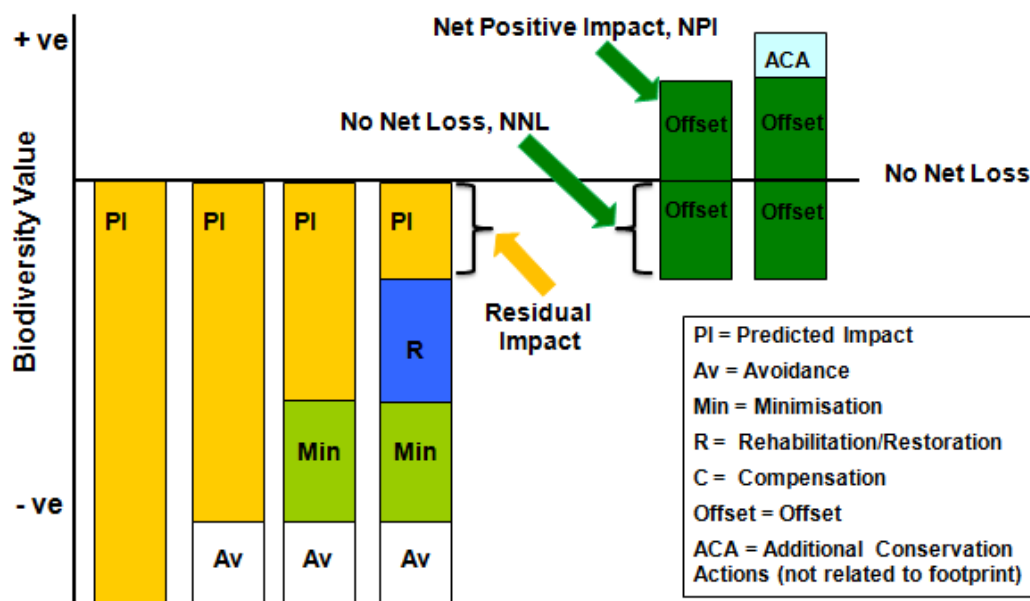 + ve
Net Positive Impact, NPI
ACA
No Net Loss, NNL
Offset
Offset
No Net Loss
Biodiversity Value
PI
PI
PI
PI
Offset
Offset
Residual
Impact
R
Min
Min
- ve
Av
Av
Av
PI = Predicted Impact
Av = Avoidance
Min = Minimisation
R = Rehabilitation/Restoration
C = Compensation
Offset = Offset
ACA = Additional Conservation
Actions (not related to footprint)